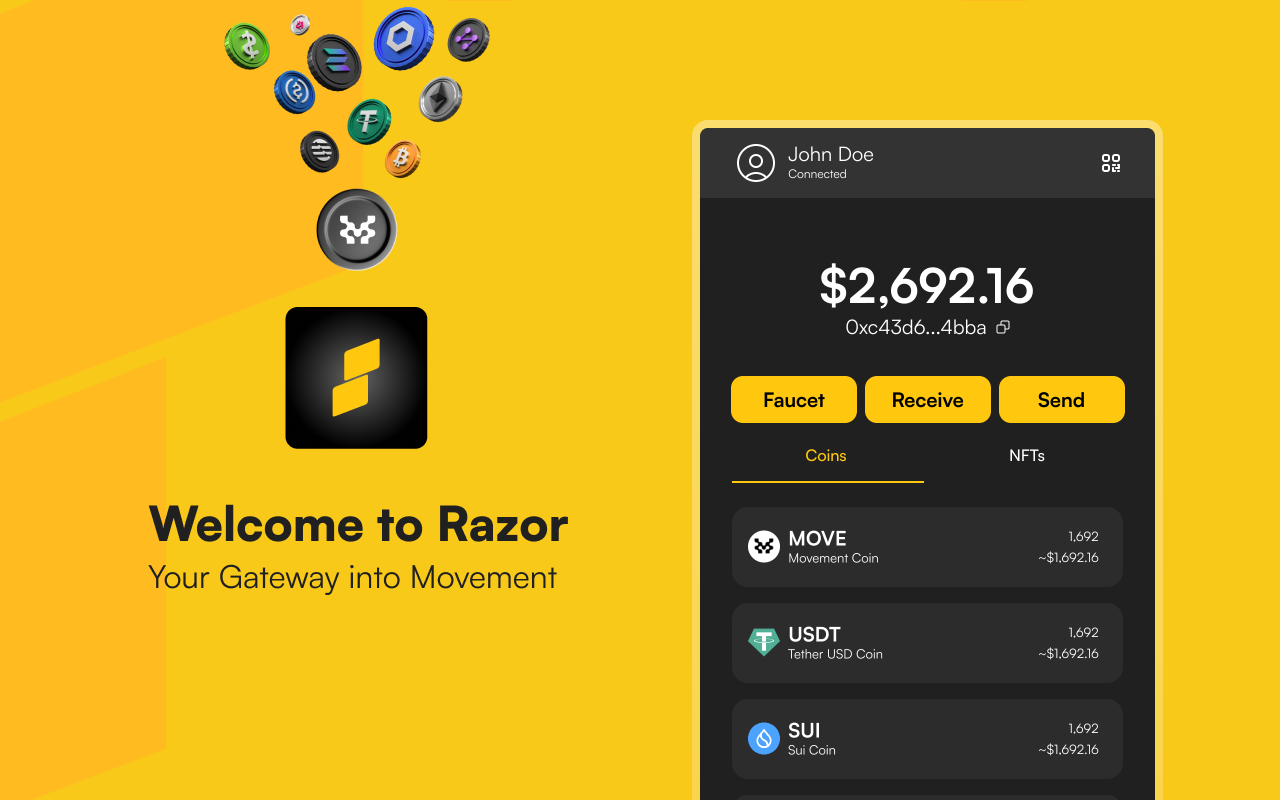 Welcome to Razor
Your Gateway into Movement
John Doe
Connected
$2,692.16
0xc43d6...4bba
Faucet
Receive
Send
Coins
NFTs
MOVE
1,692
Movement Coin
~$1,692.16
USDT
1,692
Tether USD Coin
~$1,692.16
SUI
1,692
Sui Coin
~$1,692.16